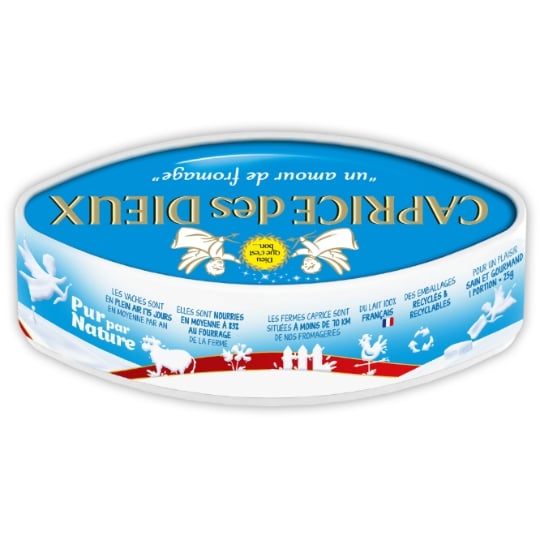 CAPRICE des DIEUX
"un amour de fromage"
Dieu
que c'est
bon...
Pur par
Nature
LES VACHES SONT
EN PLEIN AIR 175 JOURS
EN MOYENNE PAR AN
ELLES SONT NOURRIES
EN MOYENNE À 83%
AU FOURRAGE
DE LA FERME
LES FERMES CAPRICE SONT
SITUÉES À MOINS DE 70 KM
DE NOS FROMAGERIES
DU LAIT 100%
FRANÇAIS
DES EMBALLAGES
RECYCLÉS &
RECYCLABLES
POUR UN PLAISIR
SAIN ET GOURMAND
1 PORTION = 25g